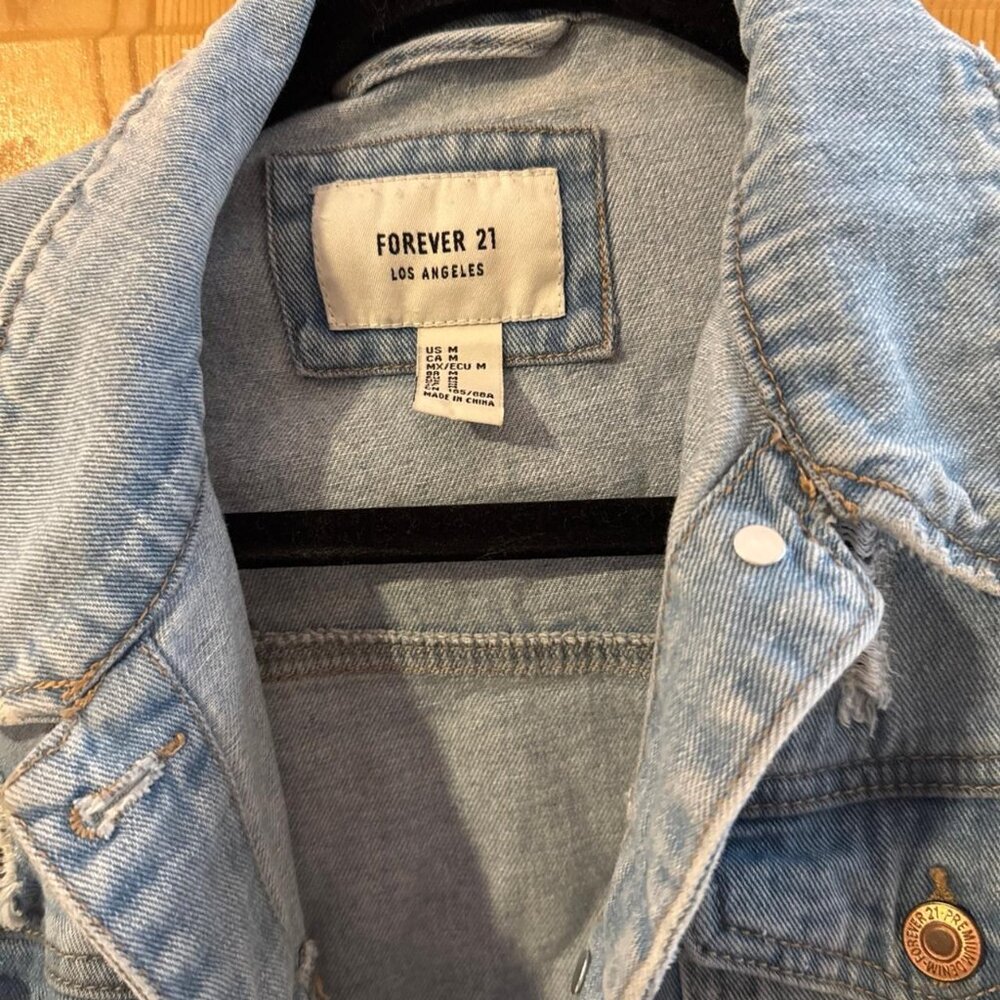 FOREVER 21
LOS ANGELES
US M
CA M
MX/ECU M
MADE IN CHINA
FOREVER 21-PREMIUM DENIM-